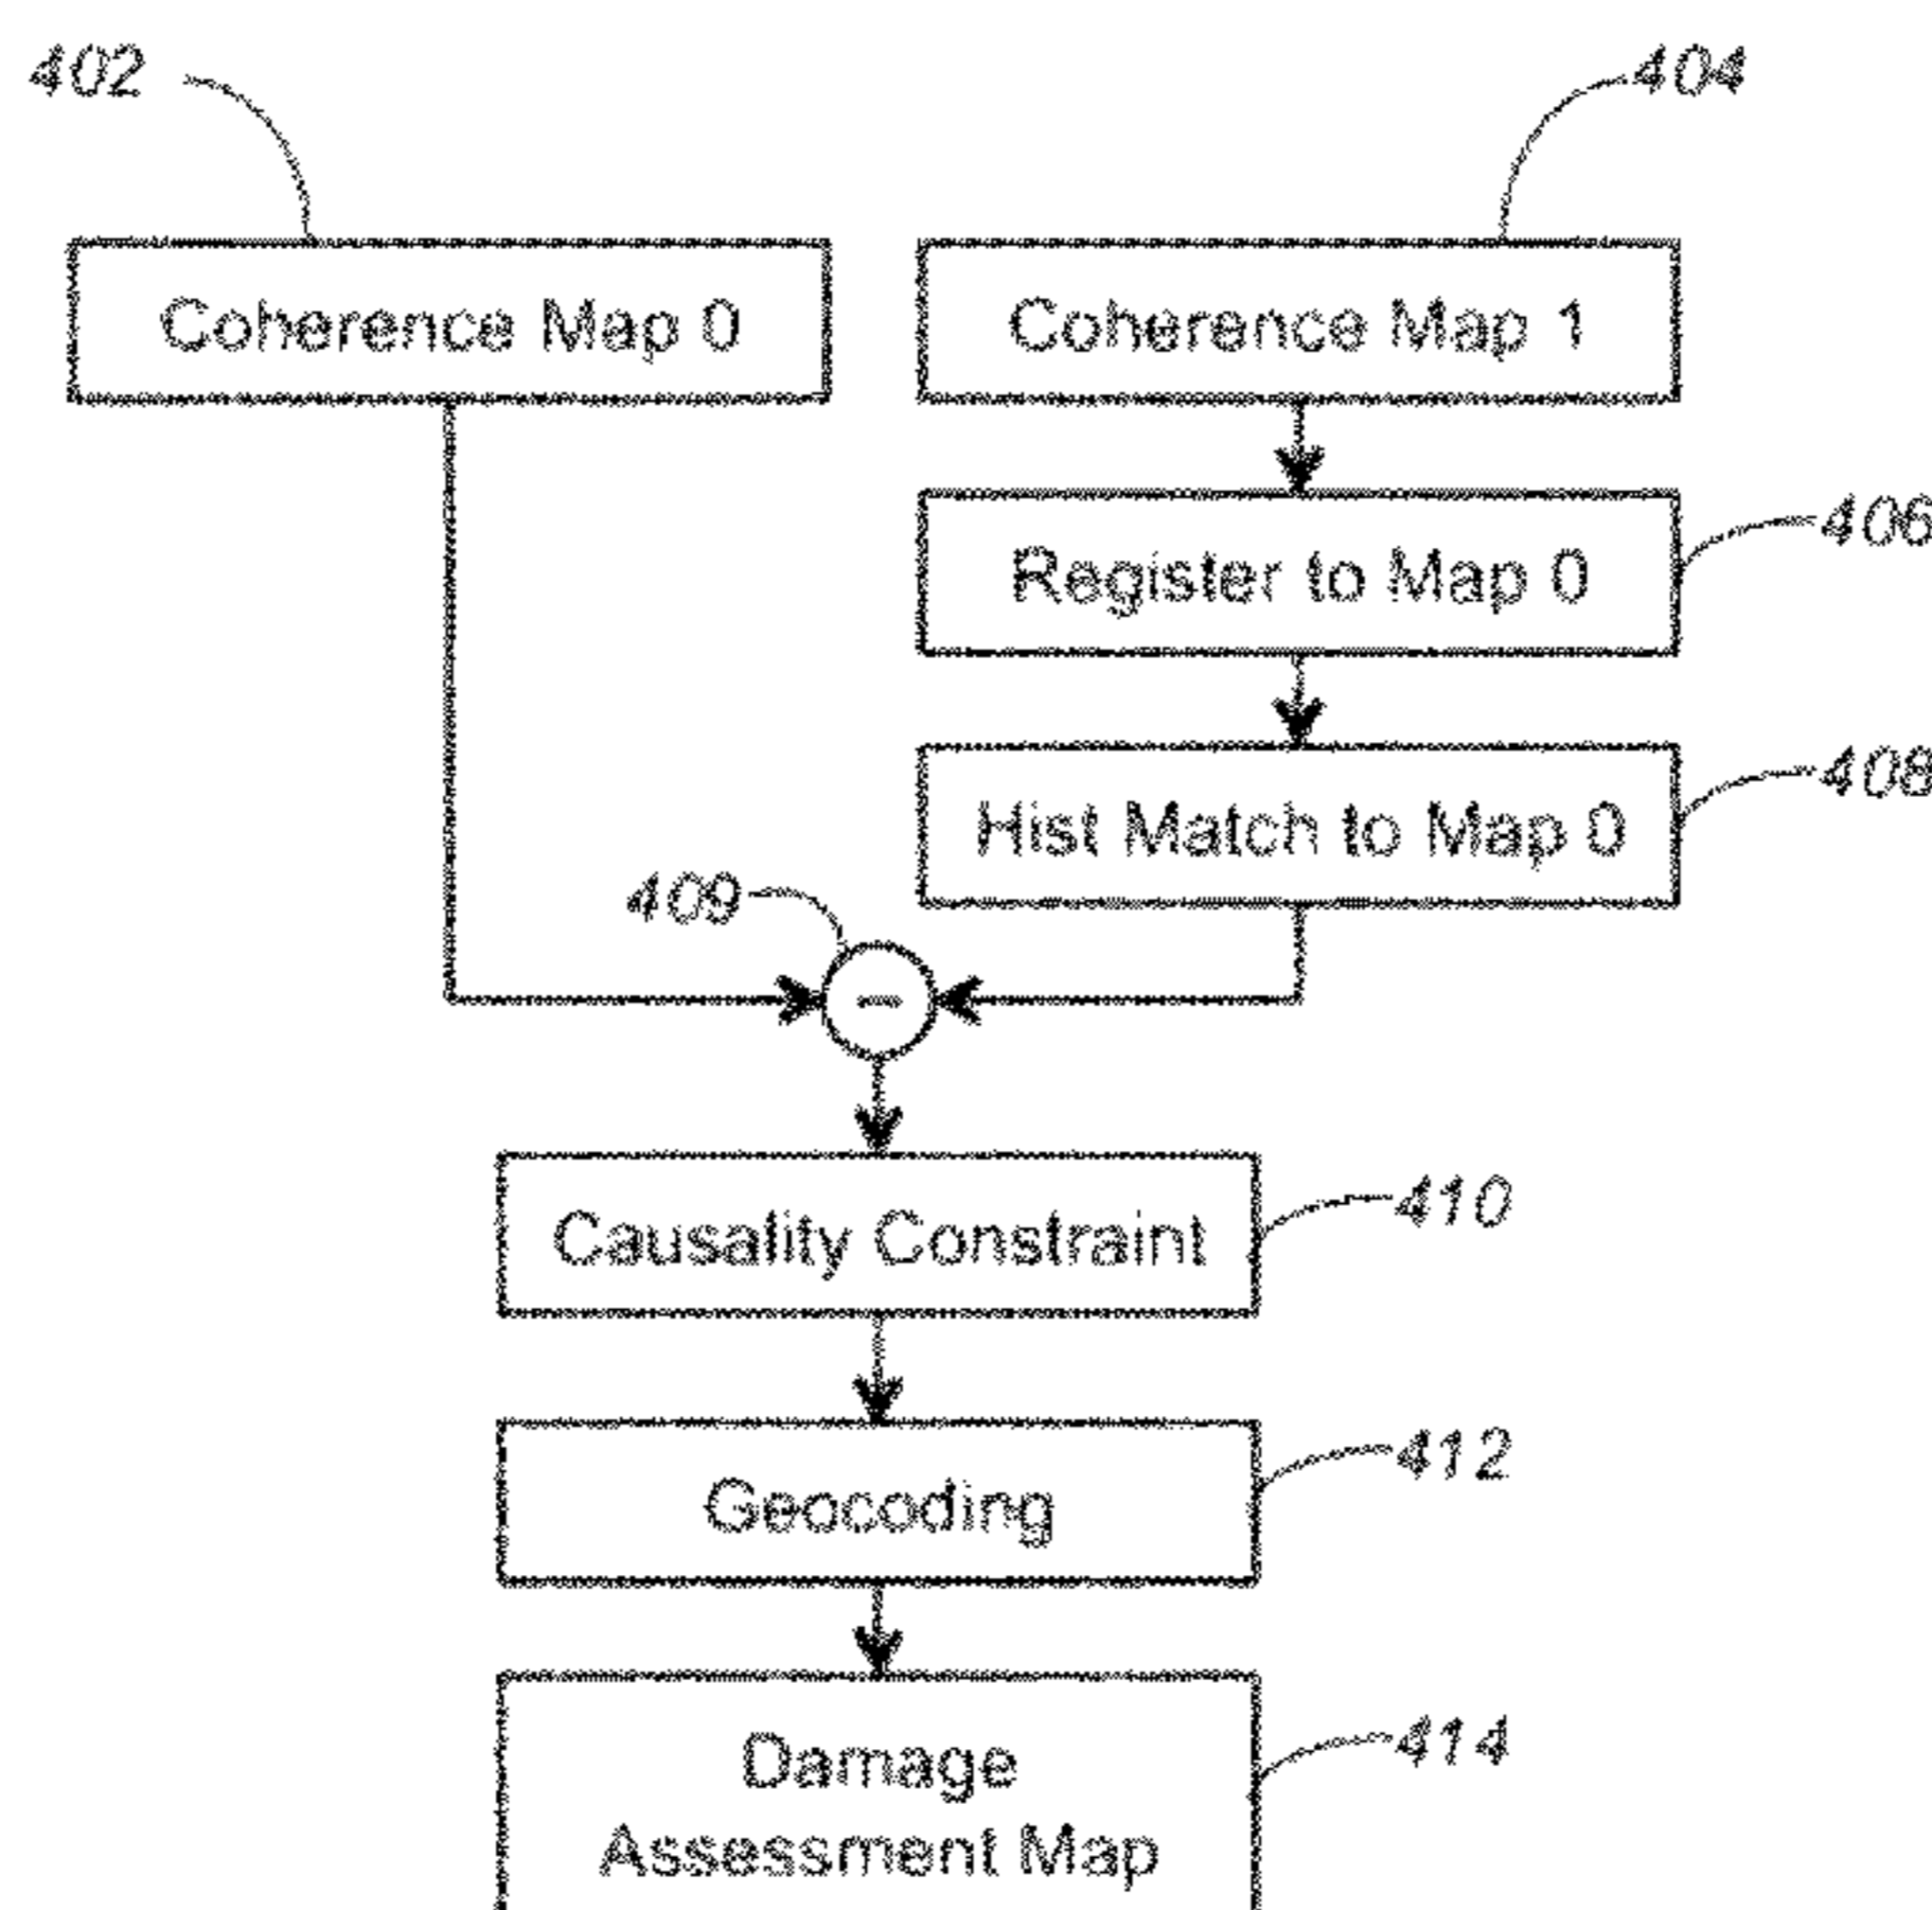 402
404
Coherence Map 0
Coherence Map 1
406
Register to Map 0
408
Hist Match to Map 0
409
-
Causality Constraint
410
Geocoding
412
Damage
Assessment Map
414